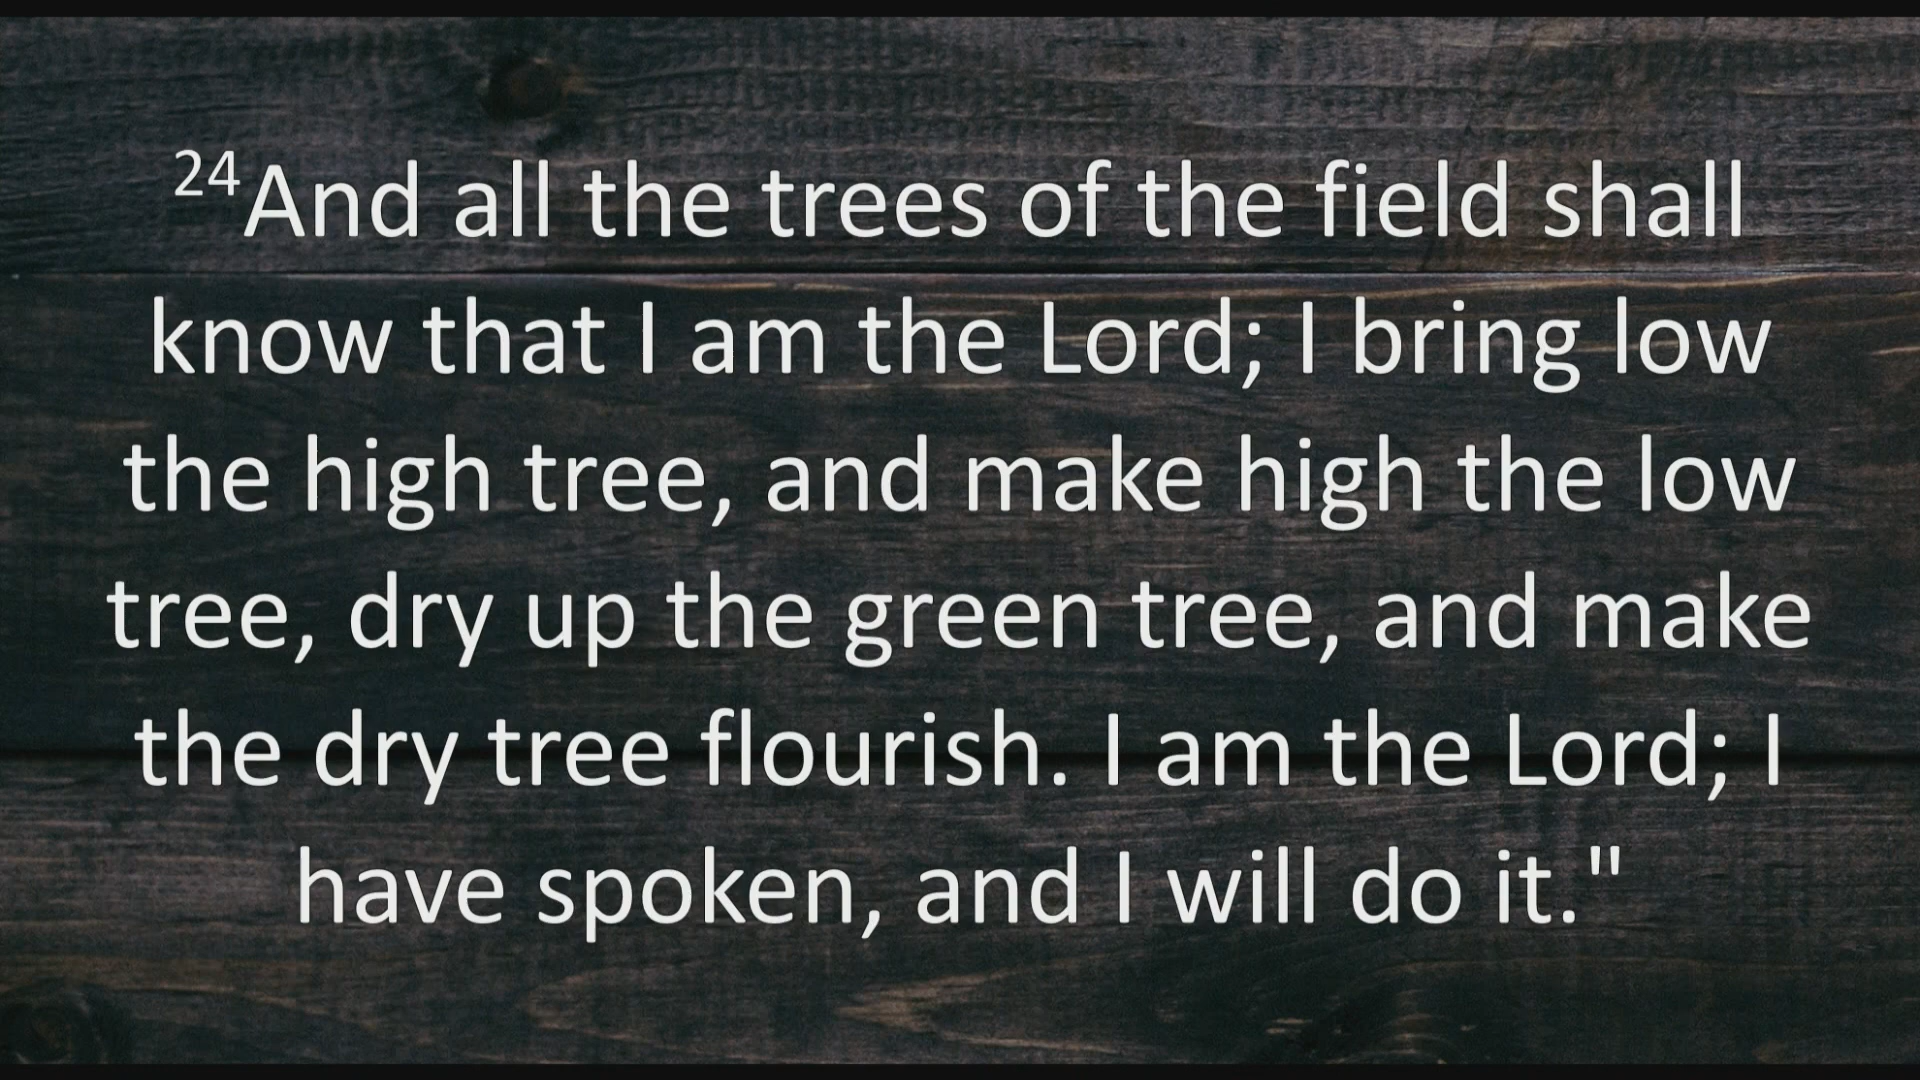 24And all the trees of the field shall
know that I am the Lord; I bring low
the high tree, and make high the low
tree, dry up the green tree, and make
the dry tree flourish. I am the Lord; I
have spoken, and I will do it."